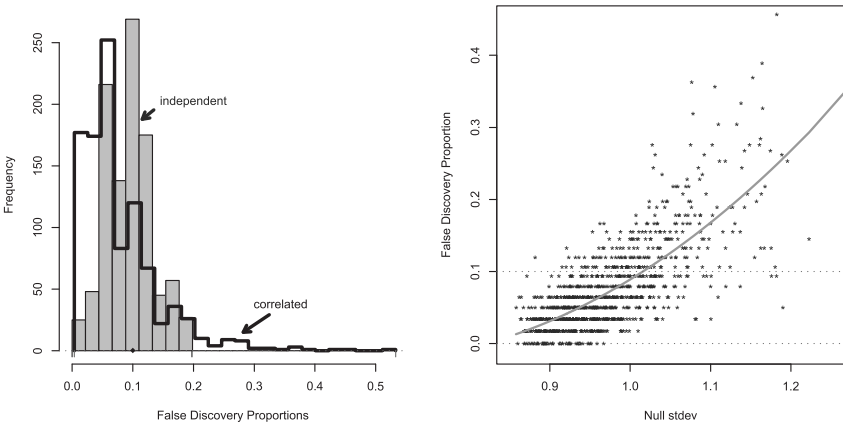 250
200
150
100
50
0
Frequency
independent
correlated
0.0 0.1 0.2 0.3 0.4 0.5
False Discovery Proportions
0.4
0.3
0.2
0.1
0.0
False Discovery Proportion
0.9 1.0 1.1 1.2
Null stdev